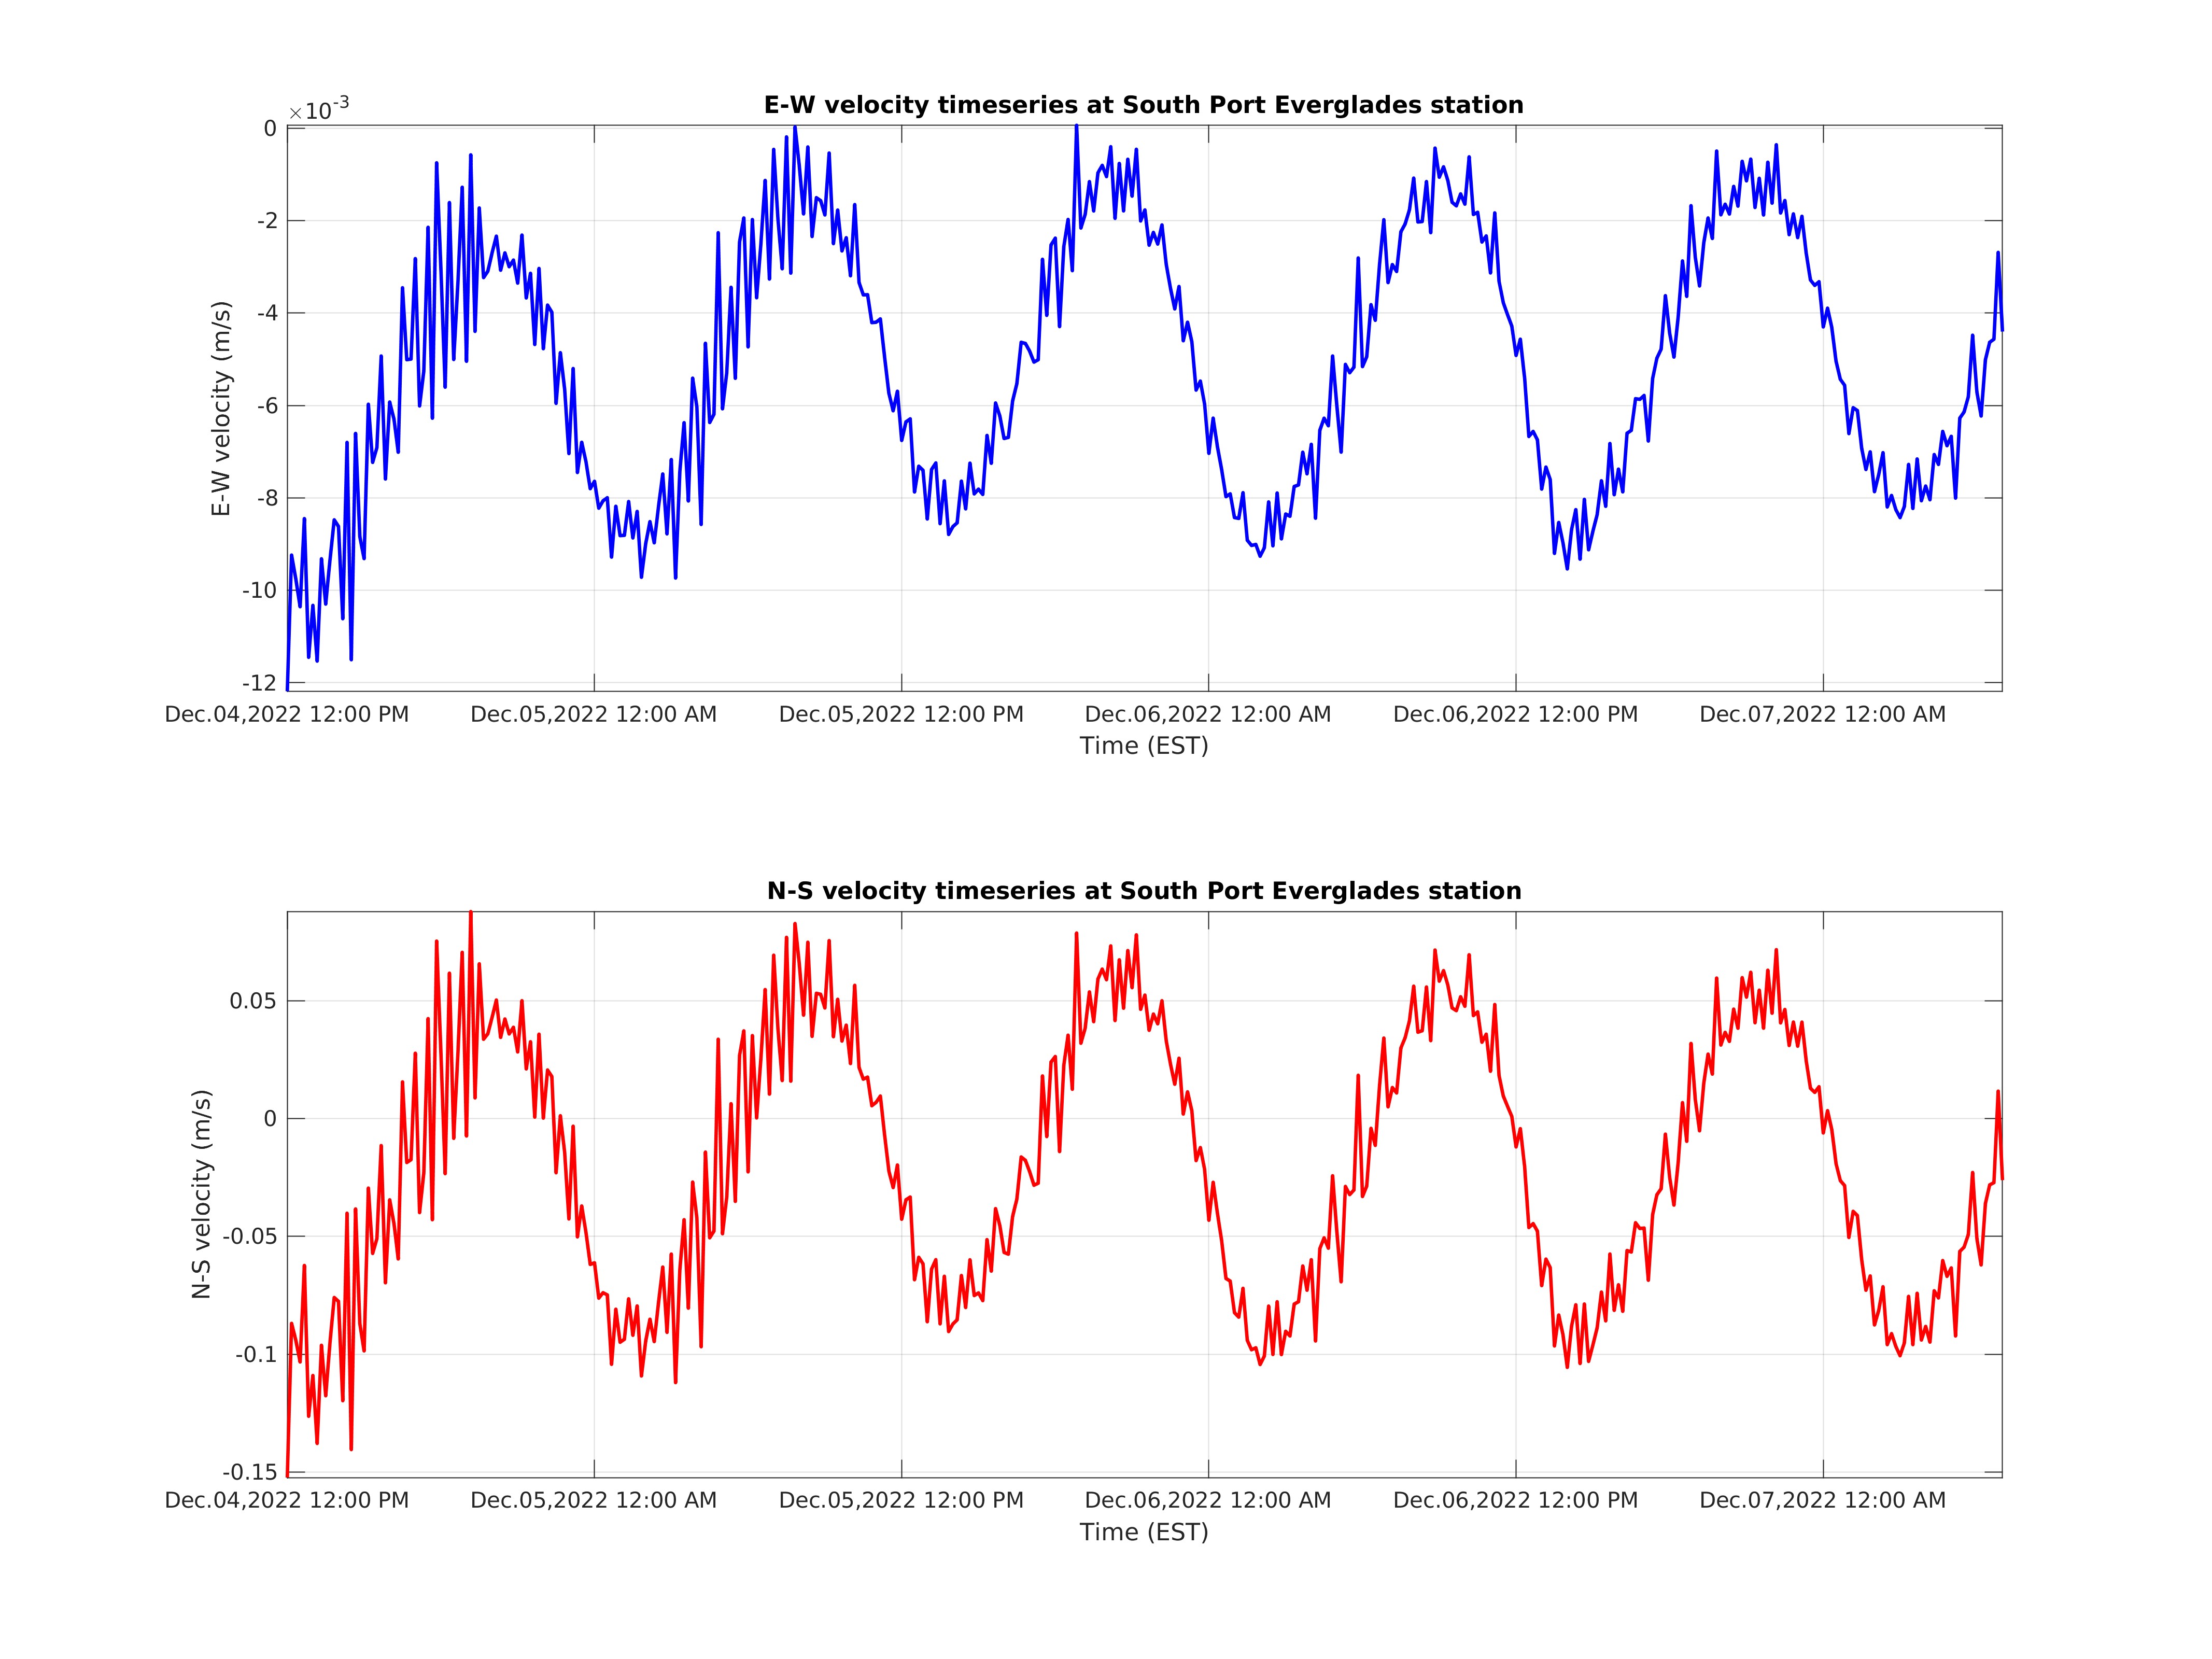 ×10-3
E-W velocity timeseries at South Port Everglades station
0
-2
-4
-6
-8
-10
-12
E-W velocity (m/s)
Dec.04,2022 12:00 PM Dec.05,2022 12:00 AM Dec.05,2022 12:00 PM Dec.06,2022 12:00 AM Dec.06,2022 12:00 PM Dec.07,2022 12:00 AM
Time (EST)
N-S velocity timeseries at South Port Everglades station
0.05
0
-0.05
-0.1
-0.15
N-S velocity (m/s)
Dec.04,2022 12:00 PM Dec.05,2022 12:00 AM Dec.05,2022 12:00 PM Dec.06,2022 12:00 AM Dec.06,2022 12:00 PM Dec.07,2022 12:00 AM
Time (EST)